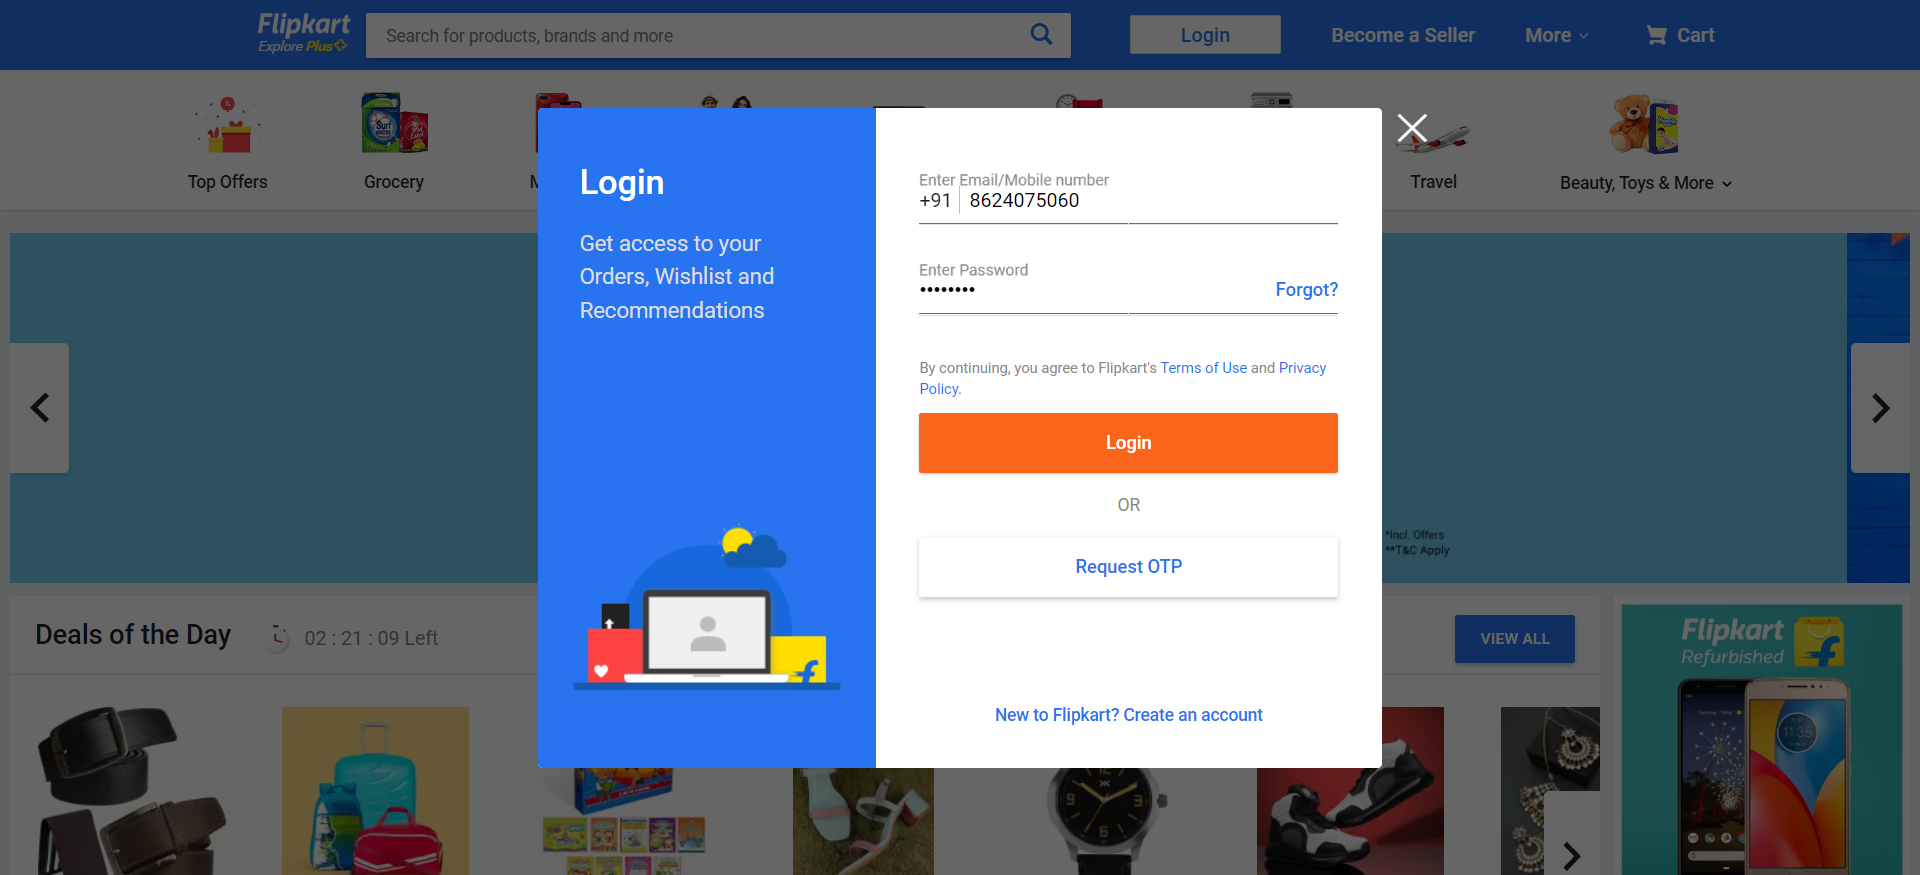 Flipkart
Explore Plus
Search for products, brands and more
Login
Become a Seller
More
Cart
Top Offers
Grocery
Travel
Beauty, Toys & More
Login
Get access to your
Orders, Wishlist and
Recommendations
Enter Email/Mobile number
+91 8624075060
Enter Password
••••••••
Forgot?
By continuing, you agree to Flipkart's Terms of Use and Privacy
Policy.
Login
OR
Request OTP
New to Flipkart? Create an account
*Incl. Offers
**T&C Apply
Deals of the Day
02 : 21 : 09 Left
VIEW ALL
Flipkart
Refurbished
11:35
Surf
excel